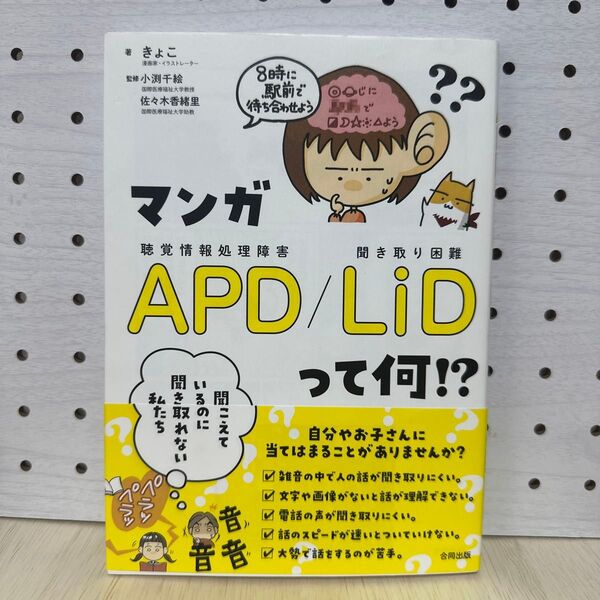 著 きょこ
漫画家・イラストレーター
監修 小渕千絵
国際医療福祉大学教授
佐々木香緒里
国際医療福祉大学助教
8時に
駅前で
待ち合わせよう
??
マンガ
聴覚情報処理障害
聞き取り困難
APD/LiD
って何!?
聞こえて
いるのに
聞き取れない
私たち
自分やお子さんに
当てはまることがありませんか?
雑音の中で人の話が聞き取りにくい。
文字や画像がないと話が理解できない。
電話の声が聞き取りにくい。
話のスピードが速いとついていけない。
大勢で話をするのが苦手。
ペラッ
ペラッ
音音
音音
合同出版